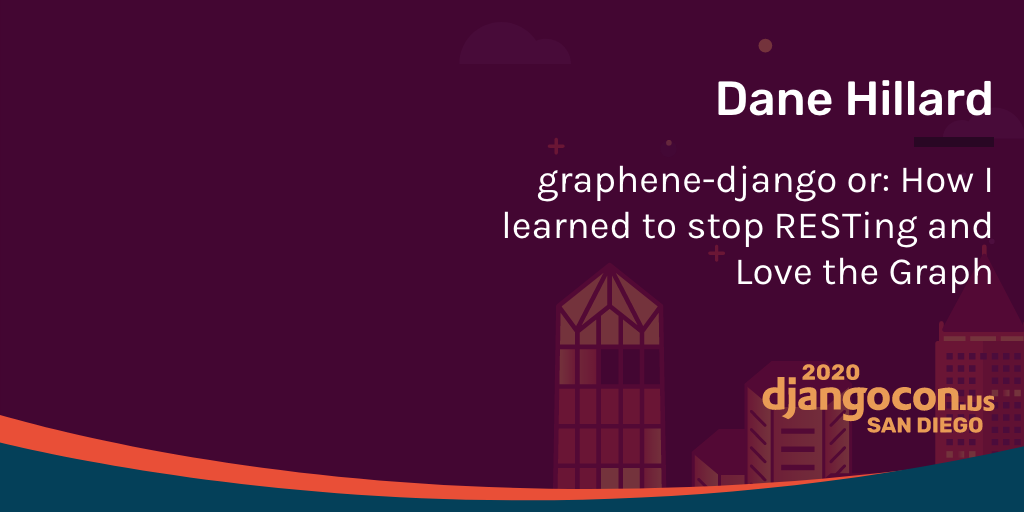 Dane Hillard
graphene-django or: How I
learned to stop RESTing and
Love the Graph
2020
djangocon.us
SAN DIEGO